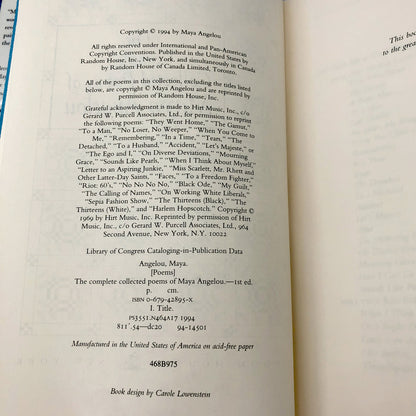 Copyright © 1994 by Maya Angelou
All rights reserved under International and Pan-American
Copyright Conventions. Published in the United States by
Random House, Inc., New York, and simultaneously in Canada
by Random House of Canada Limited, Toronto.
All of the poems in this collection, excluding the titles listed
below, are copyright © Maya Angelou and are reprinted by
permission of Random House, Inc.
Grateful acknowledgment is made to Hirt Music, Inc., c/o
Gerard W. Purcell Associates, Ltd., for permission to reprint
the following poems: "They Went Home," "The Gamut,"
"To a Man," "No Loser, No Weeper," "When You Come to
Me," "Remembering," "In a Time," "Tears," "The
Detached," "To a Husband," "Accident," "Let's Majeste," or
"The Ego and I," "On Diverse Deviations," "Mourning
Grace," "Sounds Like Pearls," "When I Think About Myself,"
"Letter to an Aspiring Junkie," "Miss Scarlett, Mr. Rhett and
Other Latter-Day Saints," "Faces," "To a Freedom Fighter,"
"Riot: 60's," "No No No No," "Black Ode," "My Guilt,"
"The Calling of Names," "On Working White Liberals,"
"Sepia Fashion Show," "The Thirteens (Black)," "The
Thirteens (White)," and "Harlem Hopscotch." Copyright ©
1969 by Hirt Music, Inc. Reprinted by permission of Hirt
Music, Inc., c/o Gerard W. Purcell Associates, Ltd., 964
Second Avenue, New York, N.Y. 10022
Library of Congress Cataloging-in-Publication Data
Angelou, Maya.
[Poems]
The complete collected poems of Maya Angelou.—1st ed.
p. cm.
ISBN 0-679-42895-X
I. Title.
PS3551.N464A17 1994
811'.54—dc20 94-14501
Manufactured in the United States of America on acid-free paper
468B975
Book design by Carole Lowenstein
This boo
to the grea